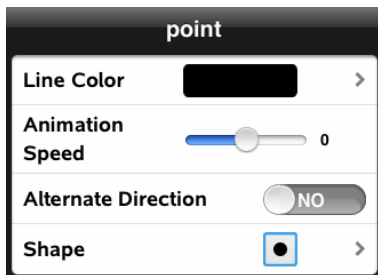 point
Line Color
Animation
Speed
0
Alternate Direction
NO
Shape